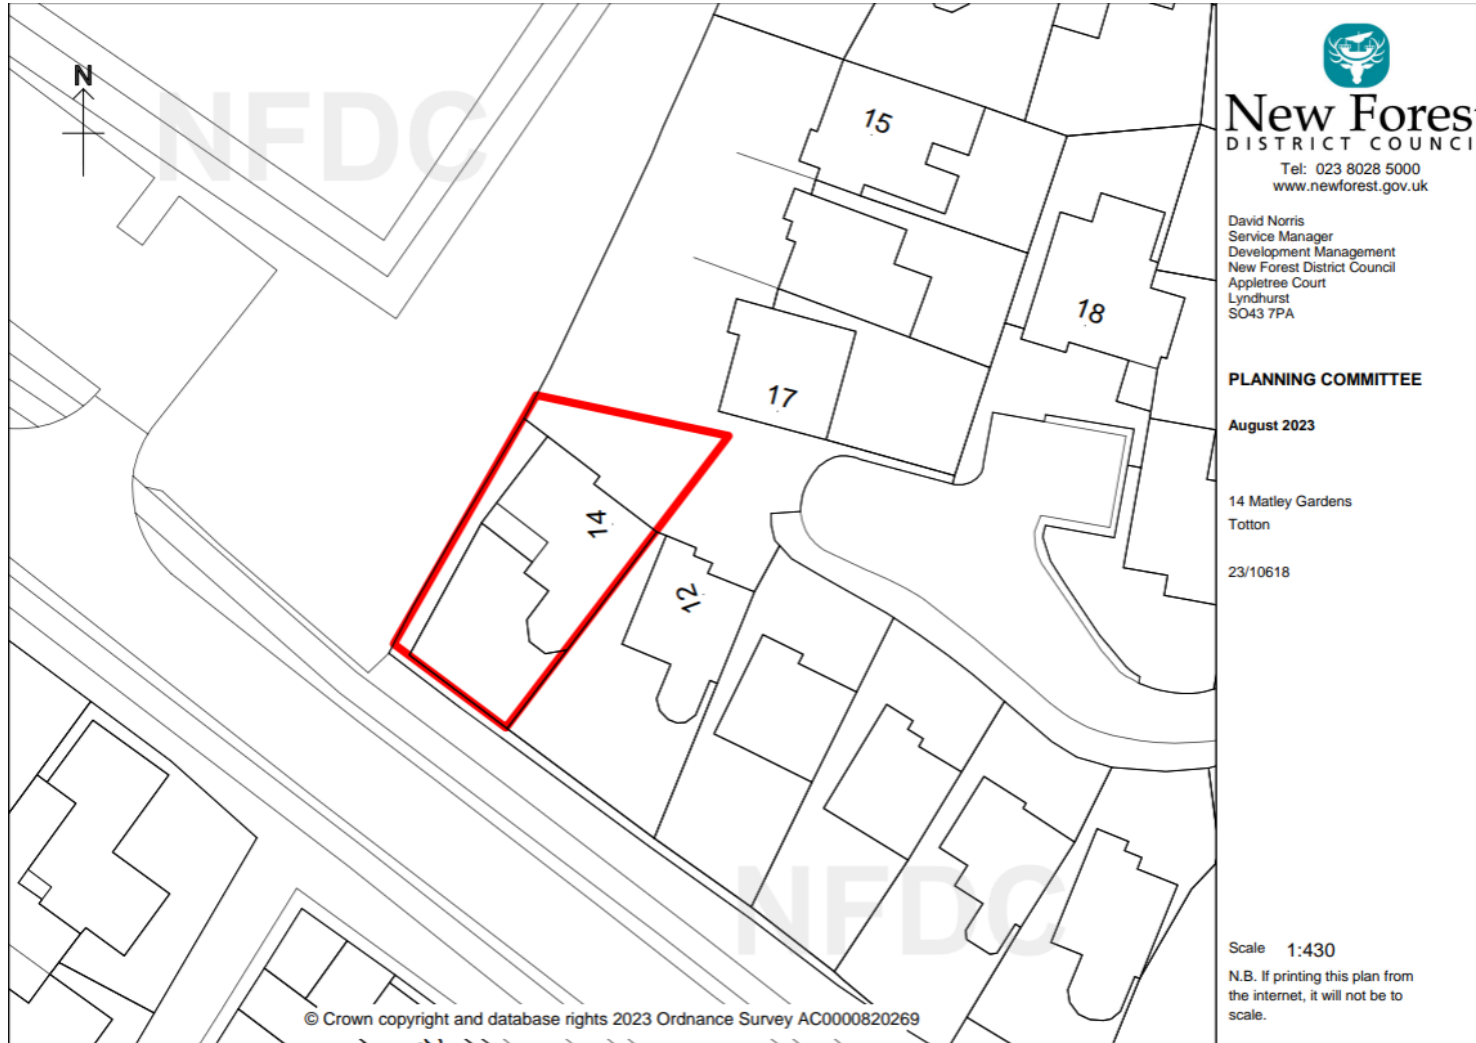 N
NFDC
15
18
17
14
12
NFDC
© Crown copyright and database rights 2023 Ordnance Survey AC0000820269
New Fores
DISTRICT COUNCI
Tel: 023 8028 5000
www.newforest.gov.uk
David Norris
Service Manager
Development Management
New Forest District Council
Appletree Court
Lyndhurst
SO43 7PA
PLANNING COMMITTEE
August 2023
14 Matley Gardens
Totton
23/10618
Scale 1:430
N.B. If printing this plan from
the internet, it will not be to
scale.